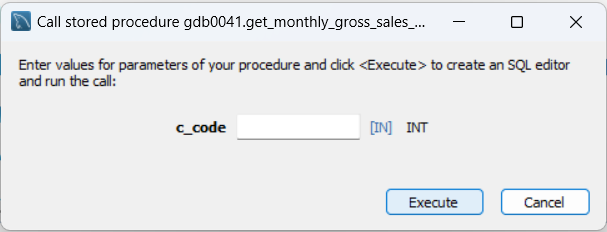 Call stored procedure gdb0041.get_monthly_gross_sales_...
Enter values for parameters of your procedure and click <Execute> to create an SQL editor
and run the call:
c_code [IN] INT
Execute Cancel